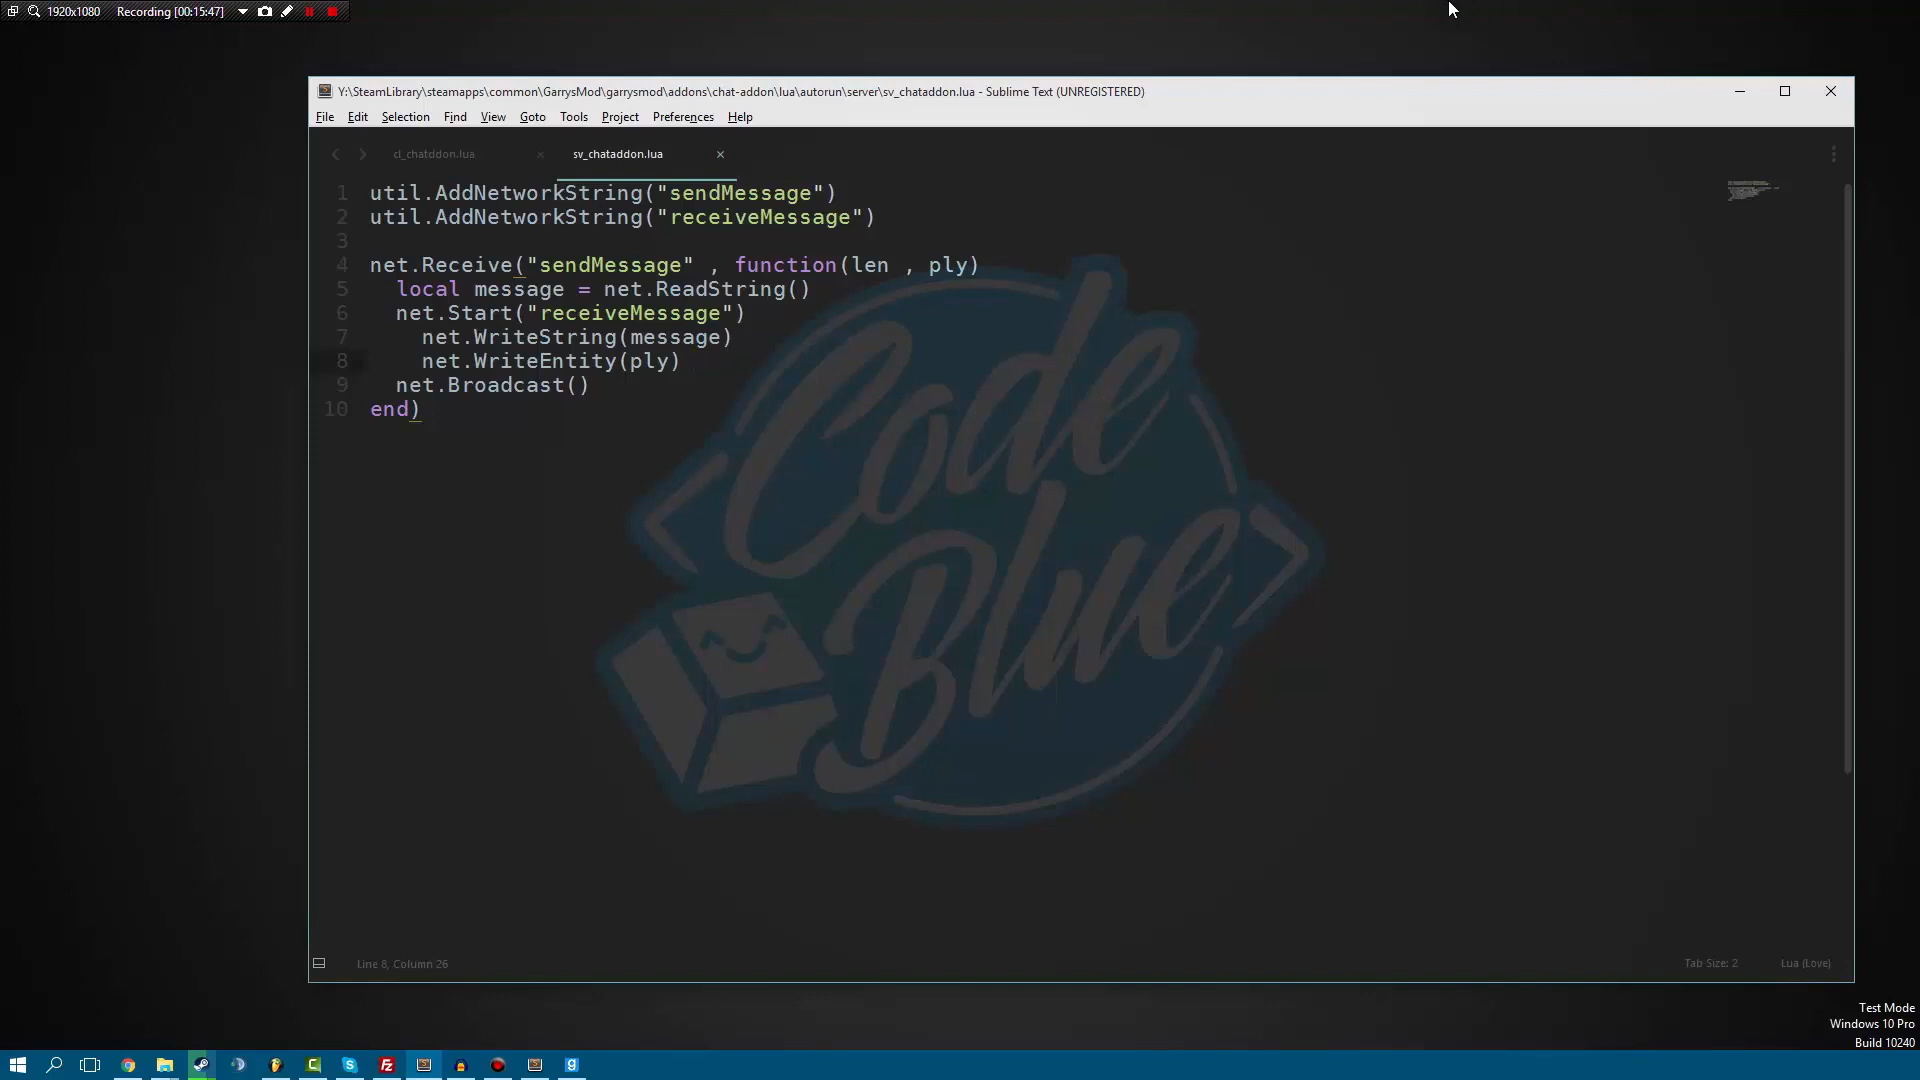 1920x1080 Recording [00:15:47]
Y:\SteamLibrary\steamapps\common\GarrysMod\garrysmod\addons\chat-addon\lua\autorun\server\sv_chataddon.lua - Sublime Text (UNREGISTERED)
File Edit Selection Find View Goto Tools Project Preferences Help
cl_chatddon.lua sv_chataddon.lua
1 util.AddNetworkString("sendMessage")
2 util.AddNetworkString("receiveMessage")
3
4 net.Receive("sendMessage" , function(len , ply)
5 local message = net.ReadString()
6 net.Start("receiveMessage")
7 net.WriteString(message)
8 net.WriteEntity(ply)
9 net.Broadcast()
10 end)
Code
Blue
Line 8, Column 26 Tab Size: 2 Lua (Love)
Test Mode
Windows 10 Pro
Build 10240